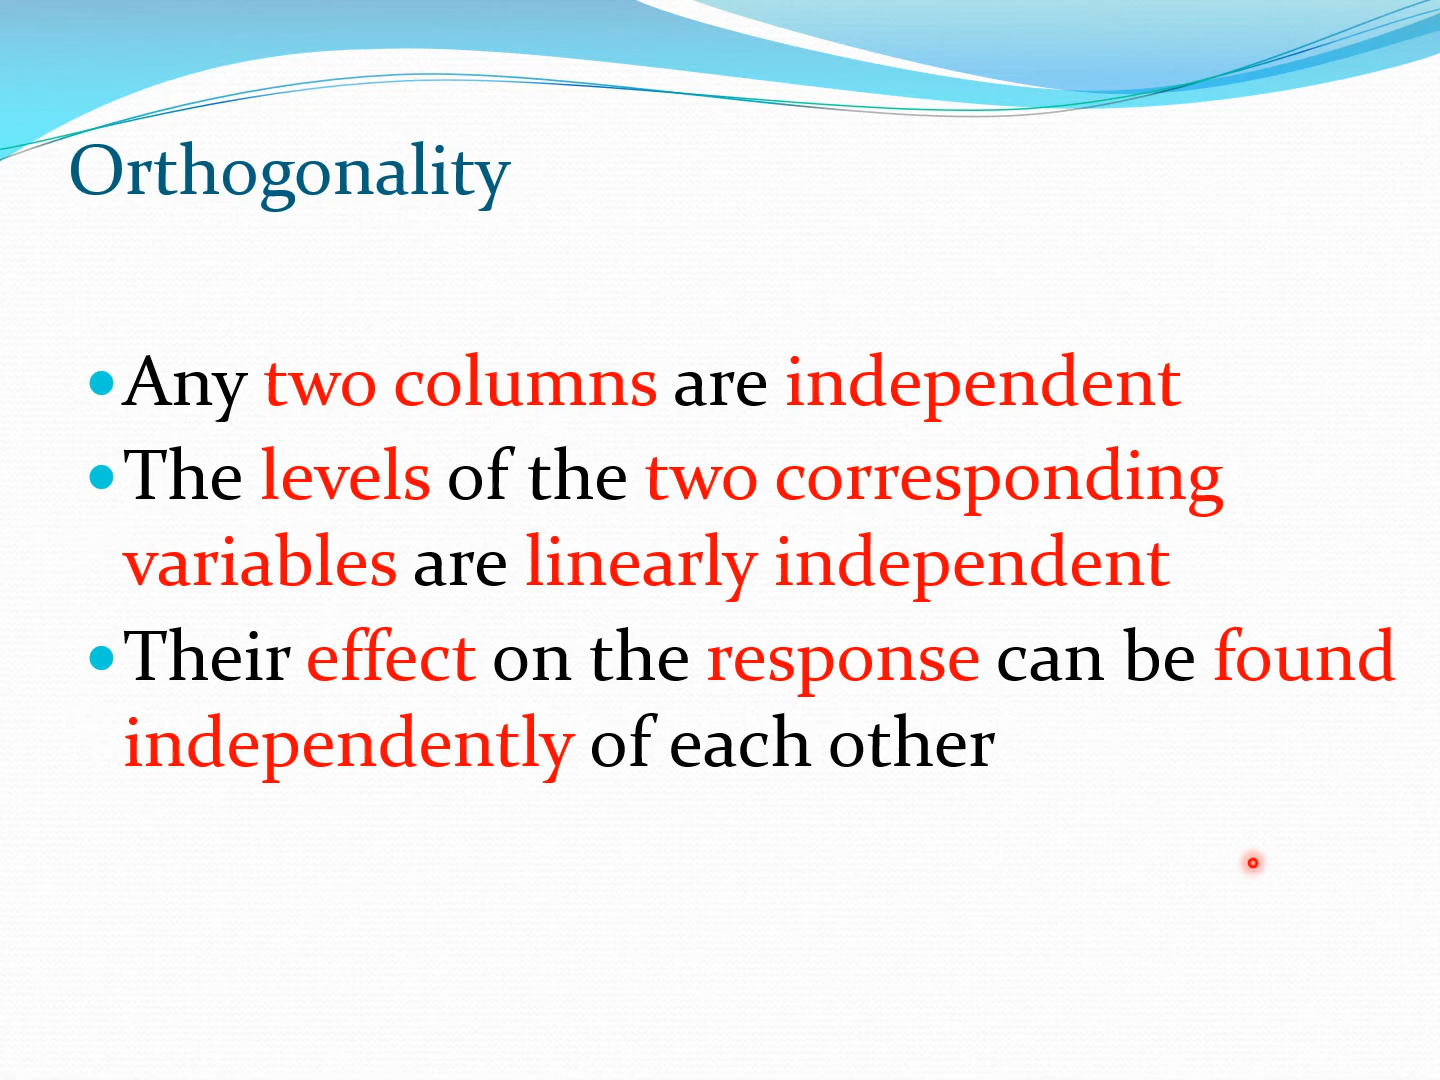 Orthogonality
•Any two columns are independent
•The levels of the two corresponding
variables are linearly independent
•Their effect on the response can be found
independently of each other